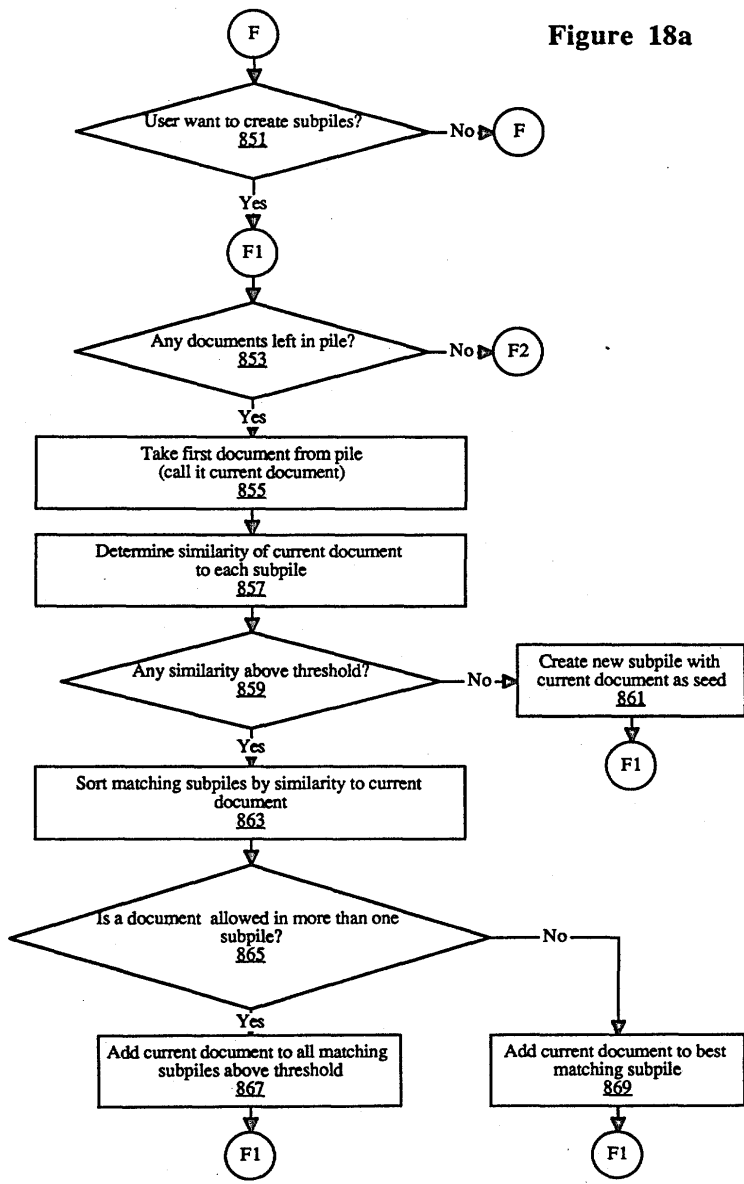 Figure 18a
F
User want to create subpiles?
851
No
F
Yes
F1
Any documents left in pile?
853
No
F2
Yes
Take first document from pile
(call it current document)
855
Determine similarity of current document
to each subpile
857
Any similarity above threshold?
859
No
Create new subpile with
current document as seed
861
F1
Yes
Sort matching subpiles by similarity to current
document
863
Is a document allowed in more than one
subpile?
865
No
Yes
Add current document to all matching
subpiles above threshold
867
F1
Add current document to best
matching subpile
869
F1